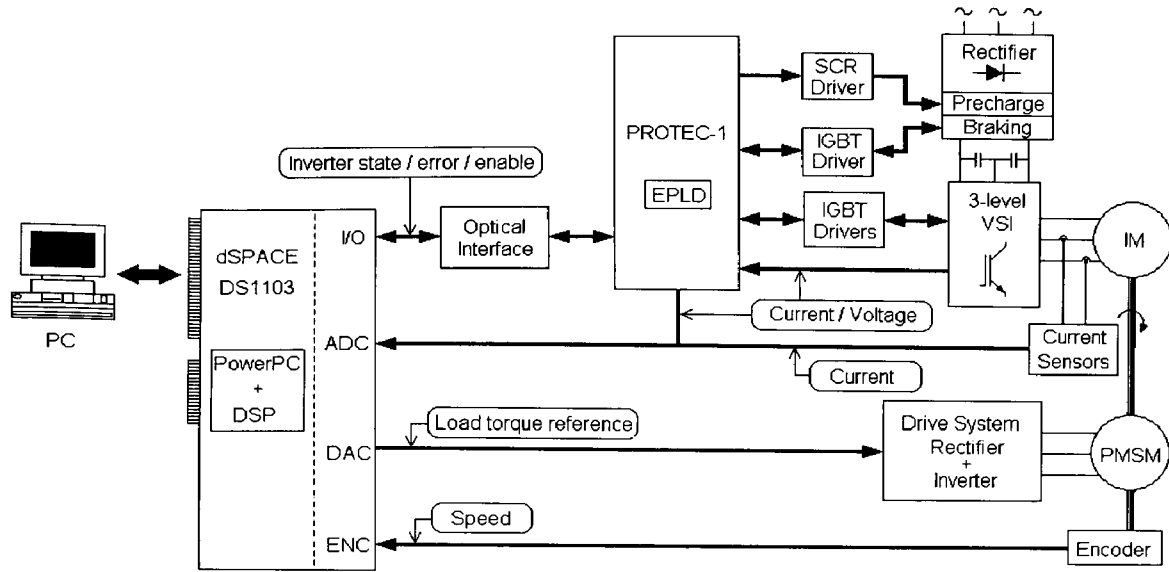 Rectifier
SCR
Driver
Precharge
Braking
PROTEC-1
IGBT
Driver
Inverter state / error / enable
EPLD
IGBT
Drivers
3-level
VSI
IM
I/O
Optical
Interface
dSPACE
DS1103
PC
Current / Voltage
Current
Sensors
ADC
PowerPC
+
DSP
Current
Load torque reference
Drive System
Rectifier
+
Inverter
DAC
PMSM
Speed
ENC
Encoder